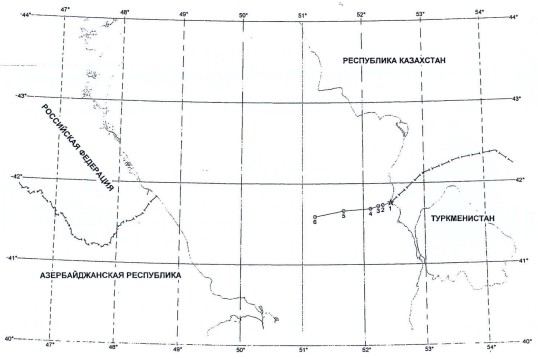 47° 48° 49° 50° 51° 52° 53° 54°
44° 44°
РЕСПУБЛИКА КАЗАХСТАН
43° 43°
РОССИЙСКАЯ ФЕДЕРАЦИЯ
42° 42°
6 5 4 3 2 1
ТУРКМЕНИСТАН
41° 41°
АЗЕРБАЙДЖАНСКАЯ РЕСПУБЛИКА
40° 40°
47° 48° 49° 50° 51° 52° 53° 54°